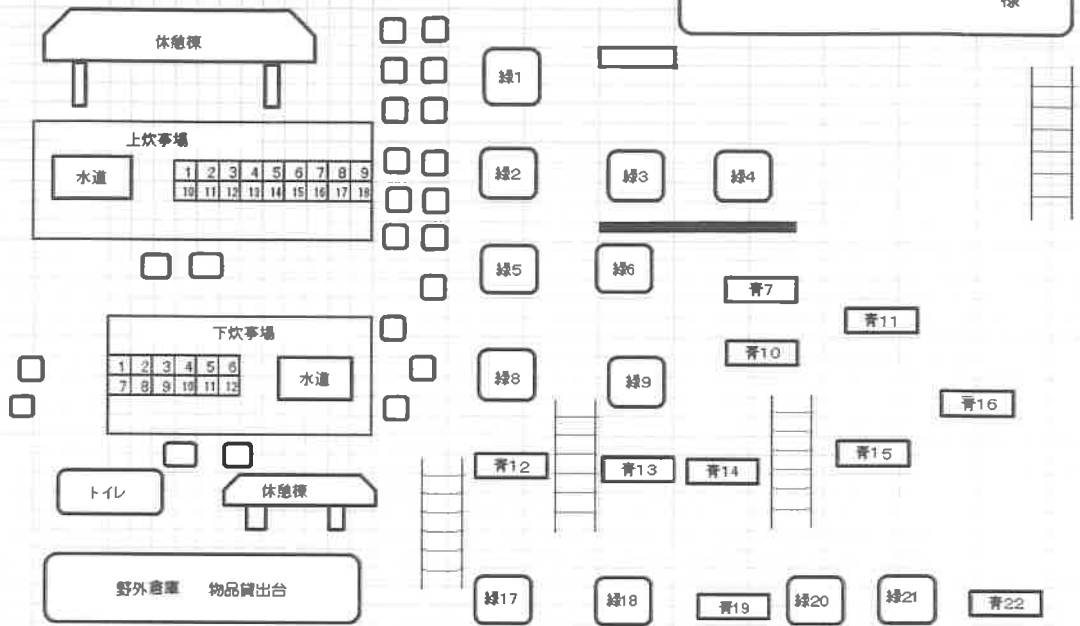 様
休憩棟
緑1
上炊事場
水道
1 2 3 4 5 6 7 8 9
10 11 12 13 14 15 16 17 18
緑2
緑3
緑4
緑5
緑6
青7
青11
下炊事場
1 2 3 4 5 6
7 8 9 10 11 12
水道
緑8
緑9
青10
青16
青12
青13
青14
青15
トイレ
休憩棟
野外倉庫 物品貸出台
緑17
緑18
青19
緑20
緑21
青22